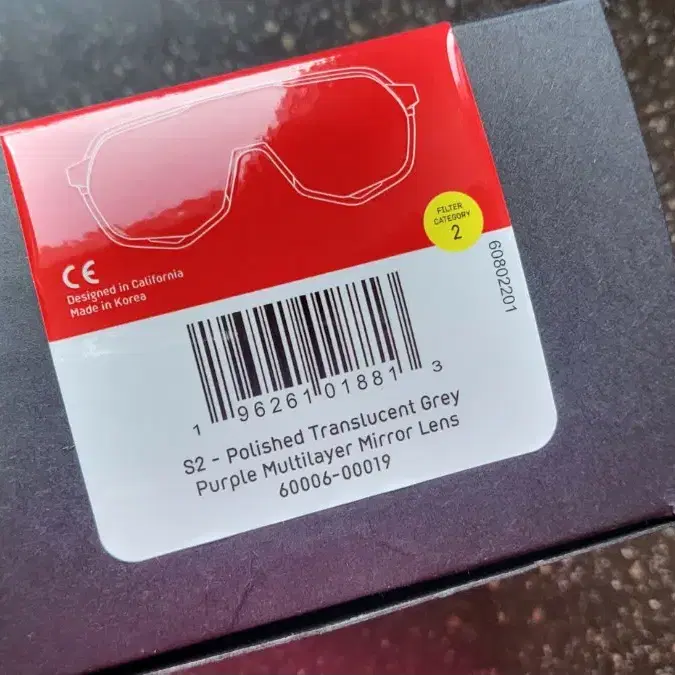 FILTER
CATEGORY
2
CE
Designed in California
Made in Korea
60802201
1 96261 01881 3
S2 - Polished Translucent Grey
Purple Multilayer Mirror Lens
60006-00019